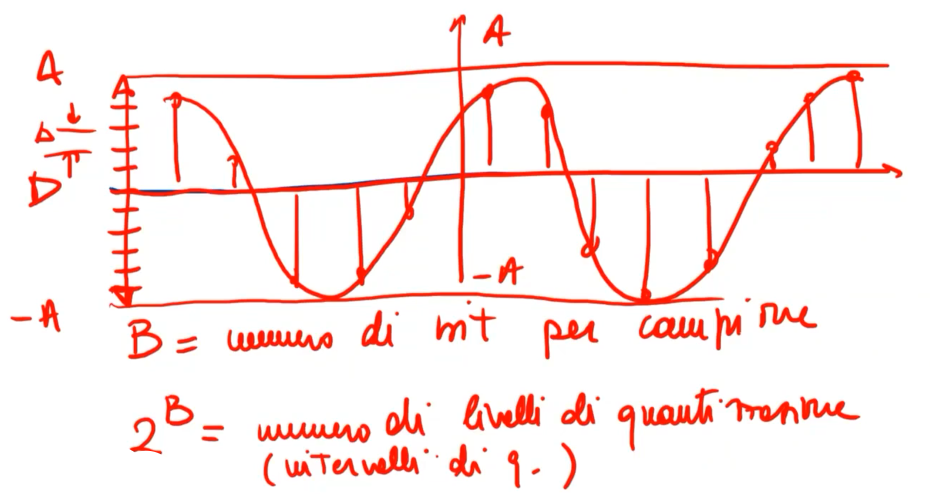 A
A
Δ
D
-A
-A
B = numero di bit per campione
2^B = numero di livelli di quantizzazione
(intervalli di q.)